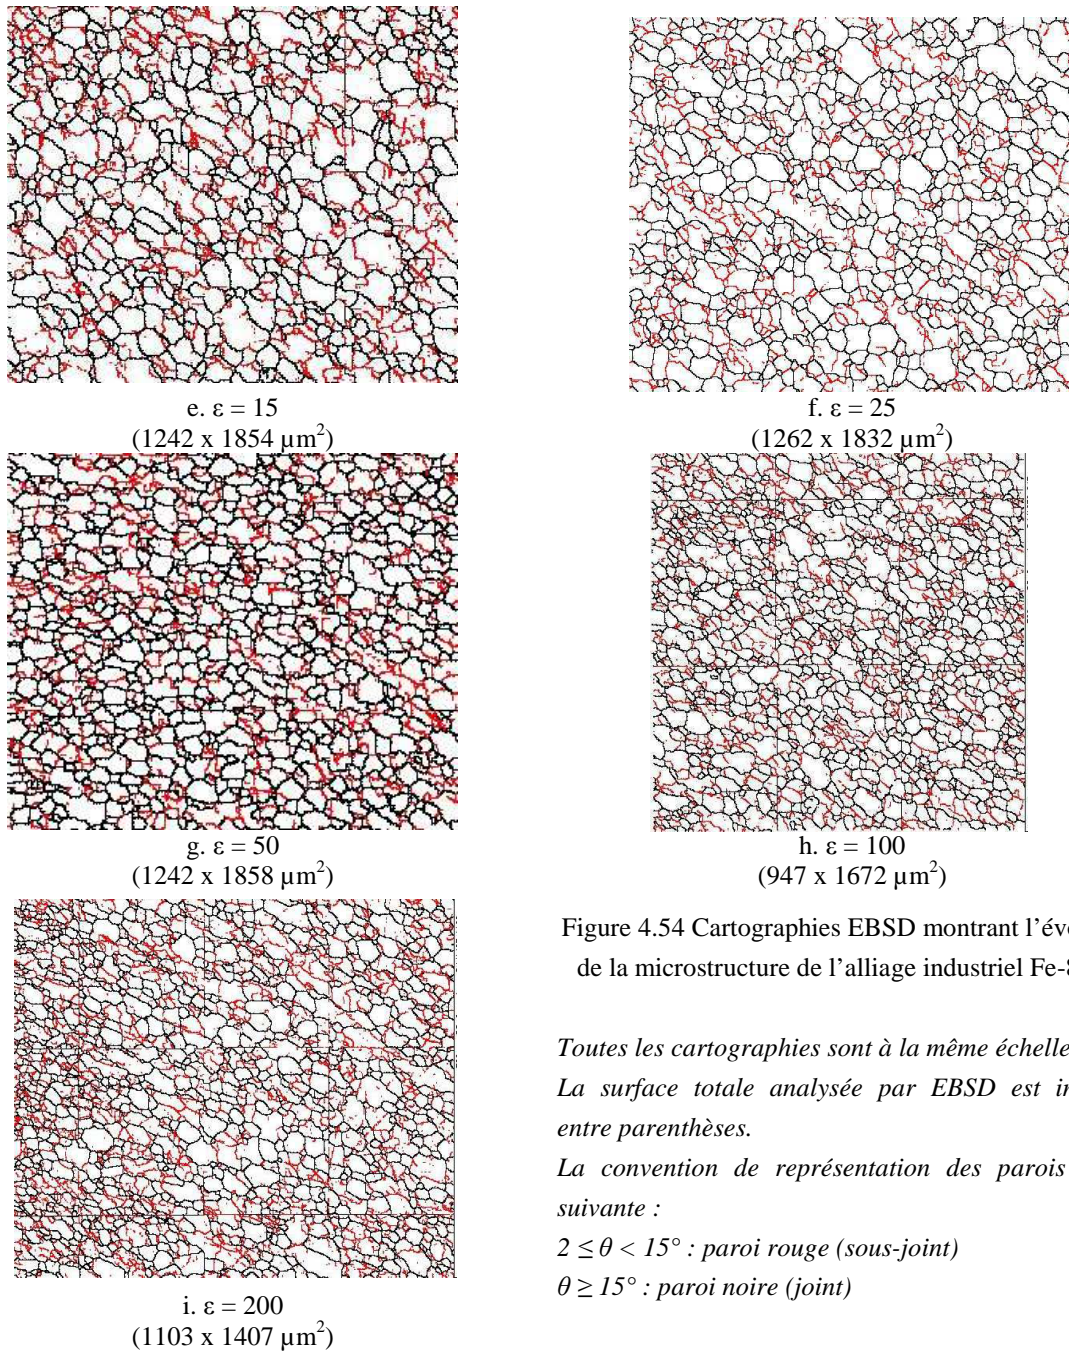 e. ε = 15
(1242 x 1854 µm²)
f. ε = 25
(1262 x 1832 µm²)
g. ε = 50
(1242 x 1858 µm²)
h. ε = 100
(947 x 1672 µm²)
i. ε = 200
(1103 x 1407 µm²)
Figure 4.54 Cartographies EBSD montrant l’évo
de la microstructure de l’alliage industriel Fe-8
Toutes les cartographies sont à la même échelle
La surface totale analysée par EBSD est in
entre parenthèses.
La convention de représentation des parois
suivante :
2 ≤ θ < 15° : paroi rouge (sous-joint)
θ ≥ 15° : paroi noire (joint)